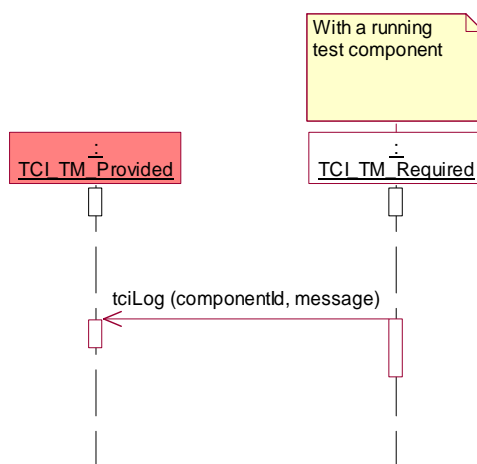 With a running
test component
:
TCI_TM_Provided
:
TCI_TM_Required
tciLog (componentId, message)